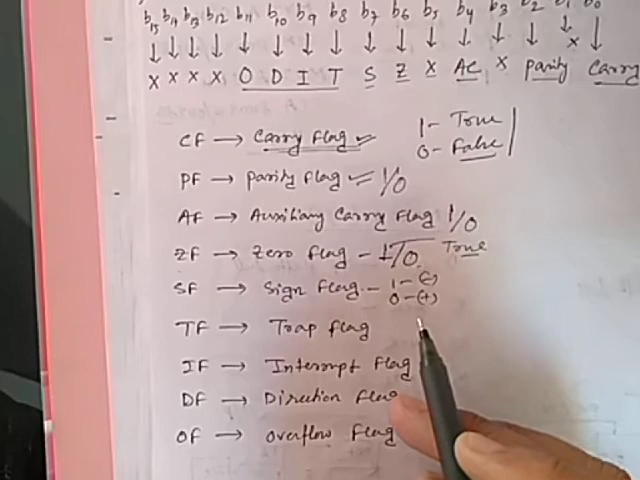 b15 b14 b13 b12 b11 b10 b9 b8 b7 b6 b5 b4 b3 b2 b1 b0
↓ ↓ ↓ ↓ ↓ ↓ ↓ ↓ ↓ ↓ ↓ ↓ ↓ ↓ ↓ ↓
X X X X O D I T S Z X AC X Parity X Carry
CF → Carry Flag ✓ 1 - True
0 - False
PF → Parity Flag ✓ 1/0
AF → Auxiliary Carry Flag 1/0
ZF → Zero flag - 1/0 True
SF → Sign Flag - 1 - (-)
0 - (+)
TF → Trap flag
IF → Interrupt Flag
DF → Direction Flag
OF → Overflow Flag